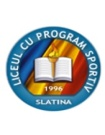 LICEUL CU PROGRAM SPORTIV
1996
SLATINA